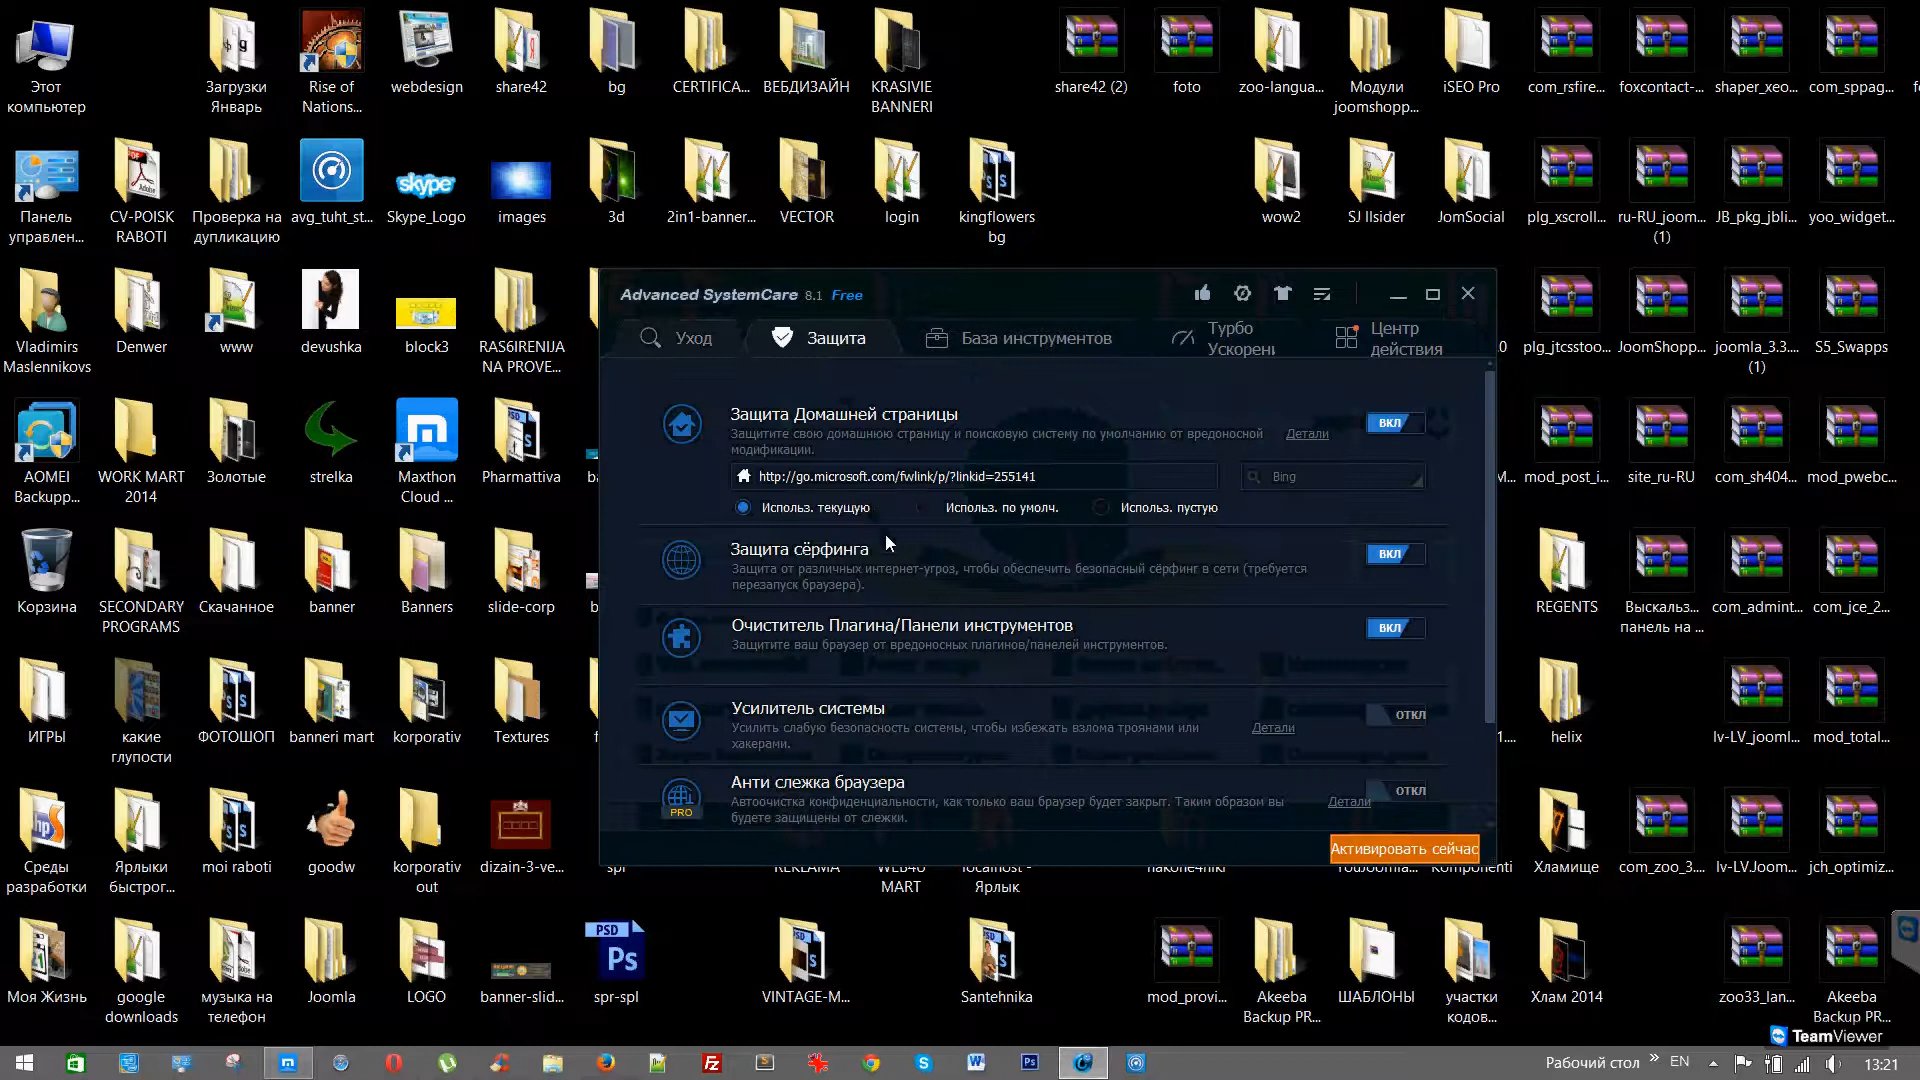 Этот компьютер
Загрузки Январь
Rise of Nations...
webdesign
share42
bg
CERTIFICA...
ВЕБДИЗАЙН
KRASIVIE BANNERI
share42 (2)
foto
zoo-langua...
Модули joomshopp...
iSEO Pro
com_rsfire...
foxcontact-...
shaper_xeo...
com_sppag...
Панель управлен...
CV-POISK RABOTI
Проверка на дупликацию
avg_tuht_st...
Skype_Logo
images
3d
2in1-banner...
VECTOR
login
kingflowers bg
wow2
SJ Ilsider
JomSocial
plg_xscroll...
ru-RU_joom... (1)
JB_pkg_jbli...
yoo_widget...
Vladimirs Maslennikovs
Denwer
www
devushka
block3
RAS6IRENIJA NA PROVE...
plg_jtcsstoo...
JoomShopp...
joomla_3.3.... (1)
S5_Swapps
AOMEI Backupp...
WORK MART 2014
Золотые
strelka
Maxthon Cloud ...
Pharmattiva
mod_post_i...
site_ru-RU
com_sh404...
mod_pwebc...
Корзина
SECONDARY PROGRAMS
Скачанное
banner
Banners
slide-corp
REGENTS
Выскальз... панель на ...
com_admint...
com_jce_2...
ИГРЫ
какие глупости
ФОТОШОП
banneri mart
korporativ
Textures
helix
lv-LV_jooml...
mod_total...
Среды разработки
Ярлыки быстрог...
moi raboti
goodw
korporativ out
dizain-3-ve...
spr
REKLAMA
WEB4U MART
localhost - Ярлык
nakone4niki
YouJoomla...
Komponenti
Хламище
com_zoo_3....
lv-LV.Joom...
jch_optimiz...
Моя Жизнь
google downloads
музыка на телефон
Joomla
LOGO
banner-slid...
PSD
Ps
spr-spl
VINTAGE-M...
Santehnika
mod_provi...
Akeeba Backup PR...
ШАБЛОНЫ
участки кодов...
Хлам 2014
zoo33_lan...
Akeeba Backup PR...
Advanced SystemCare 8.1 Free
Уход
Защита
База инструментов
Турбо Ускорени
Центр действия
Защита Домашней страницы
ВКЛ
Защитите свою домашнюю страницу и поисковую систему по умолчанию от вредоносной
Детали
модификации.
http://go.microsoft.com/fwlink/p/?linkid=255141
Bing
Использ. текущую
Использ. по умолч.
Использ. пустую
Защита сёрфинга
ВКЛ
Защита от различных интернет-угроз, чтобы обеспечить безопасный сёрфинг в сети (требуется
перезапуск браузера).
Очиститель Плагина/Панели инструментов
ВКЛ
Защитите ваш браузер от вредоносных плагинов/панелей инструментов.
Усилитель системы
ОТКЛ
Усилить слабую безопасность системы, чтобы избежать взлома троянами или
Детали
хакерами.
Анти слежка браузера
ОТКЛ
PRO
Автоочистка конфиденциальности, как только ваш браузер будет закрыт. Таким образом вы
Детали
будете защищены от слежки.
Активировать сейчас
TeamViewer
Рабочий стол
EN
13:21